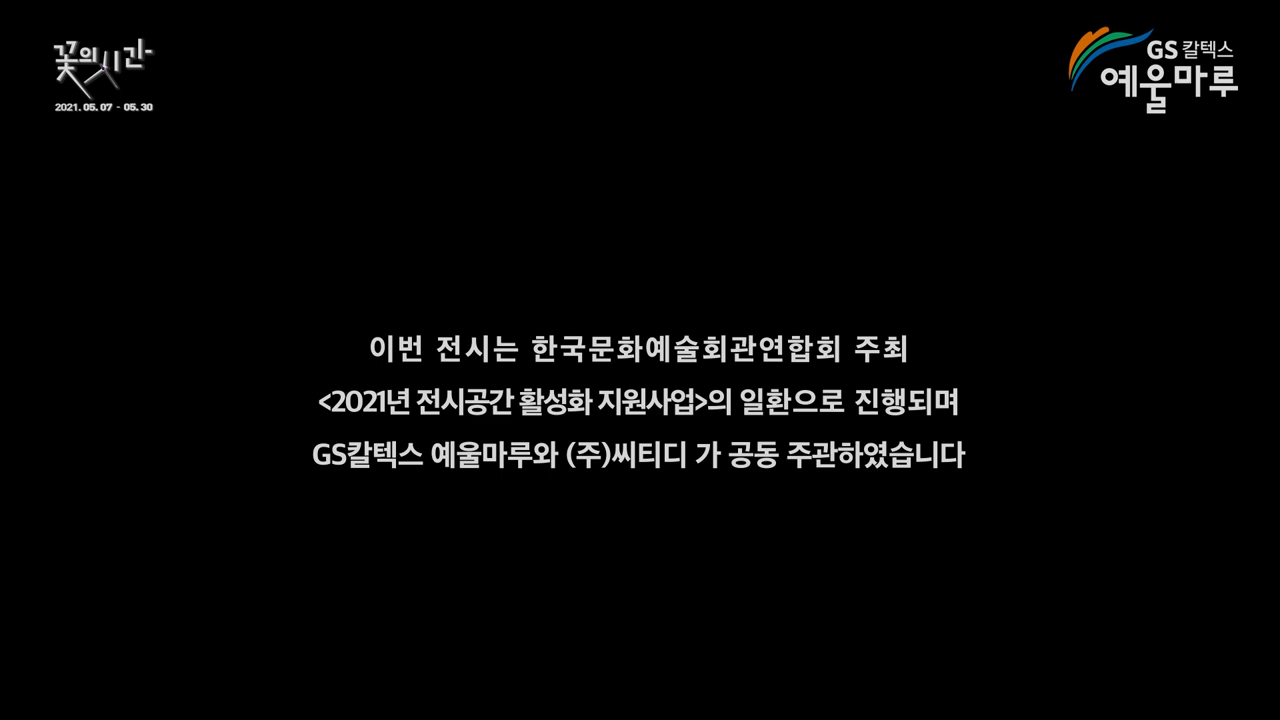 꽃의 시간
2021. 05. 07 - 05. 30
GS 칼텍스
예울마루
이번 전시는 한국문화예술회관연합회 주최
<2021년 전시공간 활성화 지원사업>의 일환으로 진행되며
GS칼텍스 예울마루와 (주)씨티디 가 공동 주관하였습니다